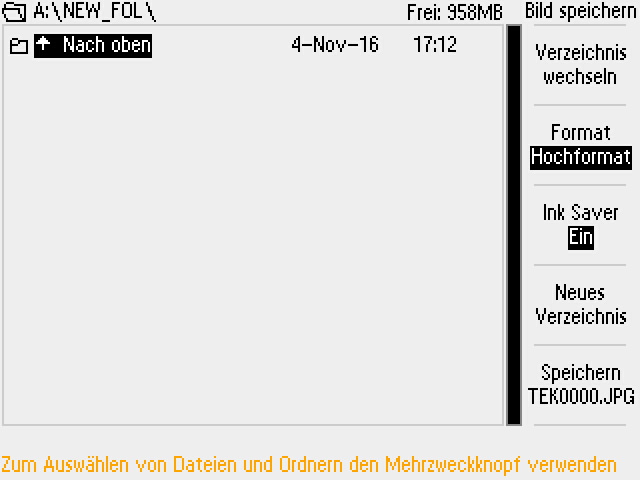 A:\NEW_FOL\ Frei: 958MB Bild speichern
Nach oben 4-Nov-16 17:12
Verzeichnis
wechseln
Format
Hochformat
Ink Saver
Ein
Neues
Verzeichnis
Speichern
TEK0000.JPG
Zum Auswählen von Dateien und Ordnern den Mehrzweckknopf verwenden